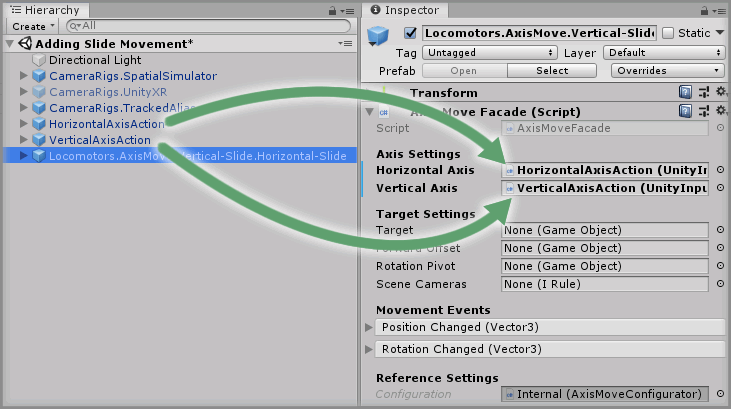 Hierarchy
Create
All
Adding Slide Movement*
Directional Light
CameraRigs.SpatialSimulator
CameraRigs.UnityXR
CameraRigs.TrackedAlias
HorizontalAxisAction
VerticalAxisAction
Locomotors.AxisMove.Vertical-Slide.Horizontal-Slide
Inspector
Locomotors.AxisMove.Vertical-Slide
Static
Tag Untagged Layer Default
Prefab Open Select Overrides
Transform
Move Facade (Script)
Script AxisMoveFacade
Axis Settings
Horizontal Axis HorizontalAxisAction (UnityIn
Vertical Axis VerticalAxisAction (UnityInpu
Target Settings
Target None (Game Object)
Forward Offset None (Game Object)
Rotation Pivot None (Game Object)
Scene Cameras None (I Rule)
Movement Events
Position Changed (Vector3)
Rotation Changed (Vector3)
Reference Settings
Configuration Internal (AxisMoveConfigurator)